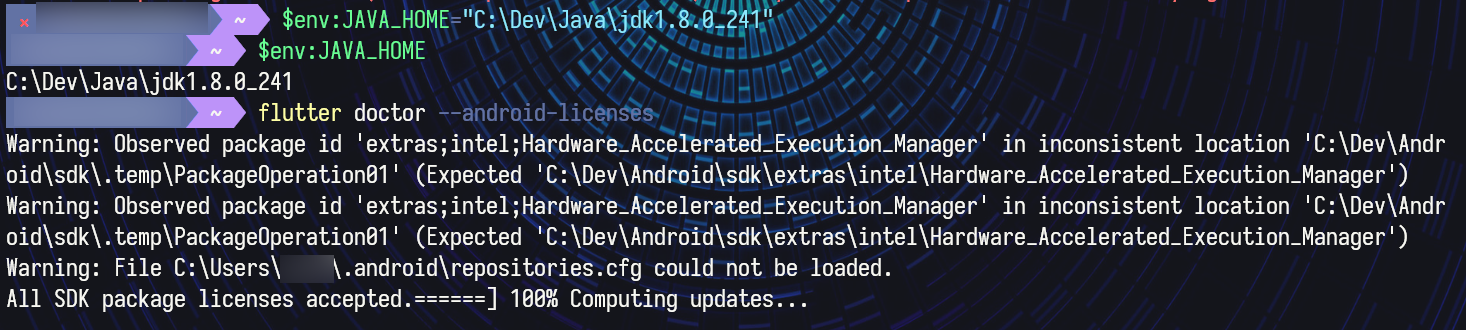 × ~ $env:JAVA_HOME="C:\Dev\Java\jdk1.8.0_241"
~ $env:JAVA_HOME
C:\Dev\Java\jdk1.8.0_241
~ flutter doctor --android-licenses
Warning: Observed package id 'extras;intel;Hardware_Accelerated_Execution_Manager' in inconsistent location 'C:\Dev\Andr
oid\sdk\.temp\PackageOperation01' (Expected 'C:\Dev\Android\sdk\extras\intel\Hardware_Accelerated_Execution_Manager')
Warning: Observed package id 'extras;intel;Hardware_Accelerated_Execution_Manager' in inconsistent location 'C:\Dev\Andr
oid\sdk\.temp\PackageOperation01' (Expected 'C:\Dev\Android\sdk\extras\intel\Hardware_Accelerated_Execution_Manager')
Warning: File C:\Users\ \.android\repositories.cfg could not be loaded.
All SDK package licenses accepted.======] 100% Computing updates...